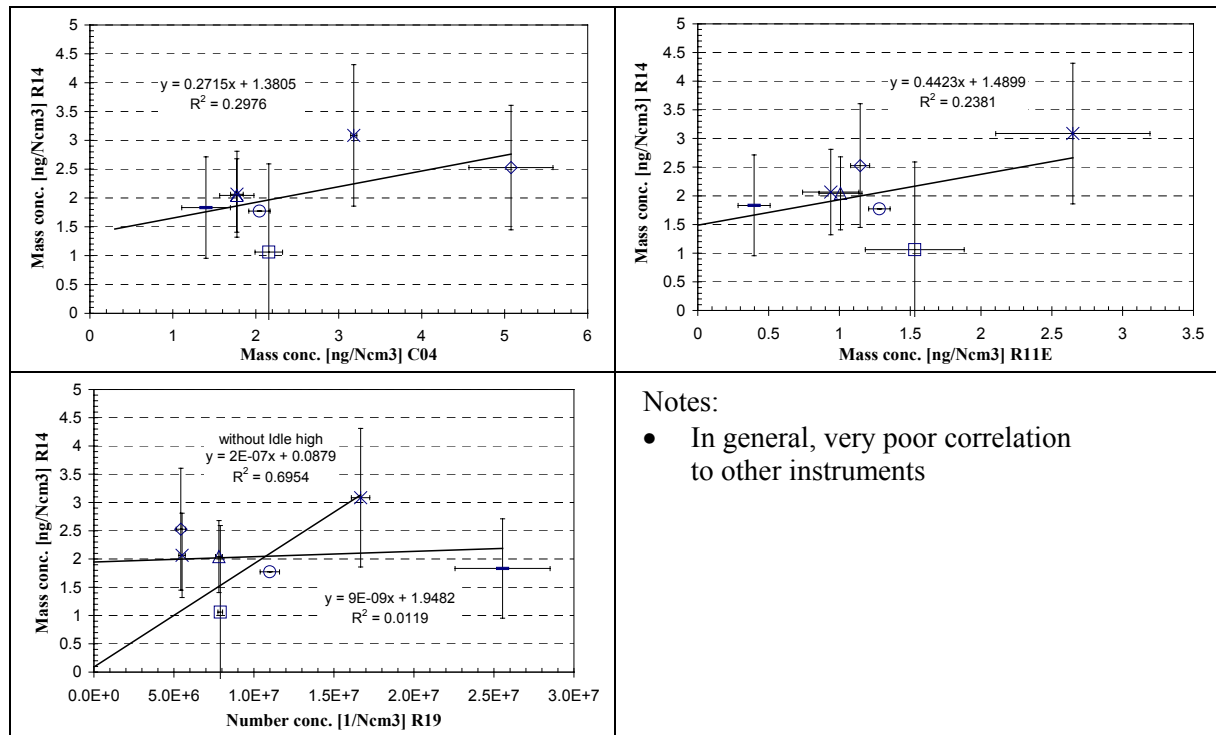 5
4.5
4
3.5
3
2.5
2
1.5
1
0.5
0
y = 0.2715x + 1.3805
R² = 0.2976
Mass conc. [ng/Ncm3] R14
0 1 2 3 4 5 6
Mass conc. [ng/Ncm3] C04
5
4.5
4
3.5
3
2.5
2
1.5
1
0.5
0
y = 0.4423x + 1.4899
R² = 0.2381
Mass conc. [ng/Ncm3] R14
0 0.5 1 1.5 2 2.5 3 3.5
Mass conc. [ng/Ncm3] R11E
5
4.5
4
3.5
3
2.5
2
1.5
1
0.5
0
without Idle high
y = 2E-07x + 0.0879
R² = 0.6954
y = 9E-09x + 1.9482
R² = 0.0119
Mass conc. [ng/Ncm3] R14
0.0E+0 5.0E+6 1.0E+7 1.5E+7 2.0E+7 2.5E+7 3.0E+7
Number conc. [1/Ncm3] R19
Notes:
• In general, very poor correlation
to other instruments